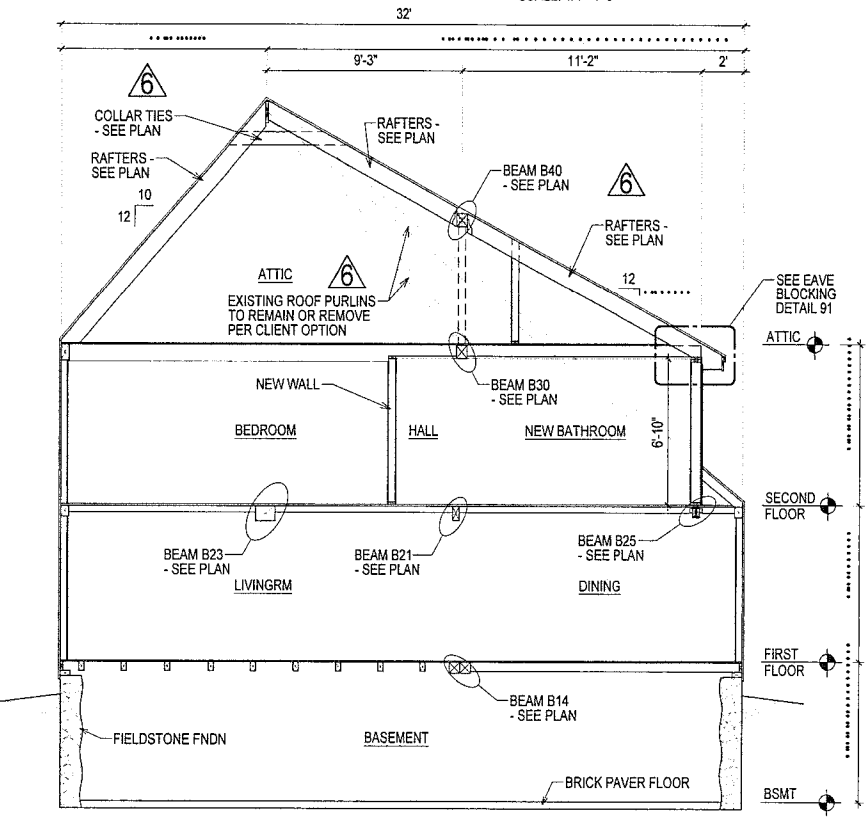 32'
9'-3"
11'-2"
2'
6
COLLAR TIES
- SEE PLAN
RAFTERS -
SEE PLAN
RAFTERS -
SEE PLAN
BEAM B40
- SEE PLAN
6
10
12
RAFTERS -
SEE PLAN
ATTIC
6
12
EXISTING ROOF PURLINS
TO REMAIN OR REMOVE
PER CLIENT OPTION
SEE EAVE
BLOCKING
DETAIL 91
ATTIC
NEW WALL
BEAM B30
- SEE PLAN
BEDROOM
HALL
NEW BATHROOM
6'-10"
SECOND
FLOOR
BEAM B23
- SEE PLAN
BEAM B21
- SEE PLAN
BEAM B25
- SEE PLAN
LIVINGRM
DINING
FIRST
FLOOR
BEAM B14
- SEE PLAN
FIELDSTONE FNDN
BASEMENT
BRICK PAVER FLOOR
BSMT